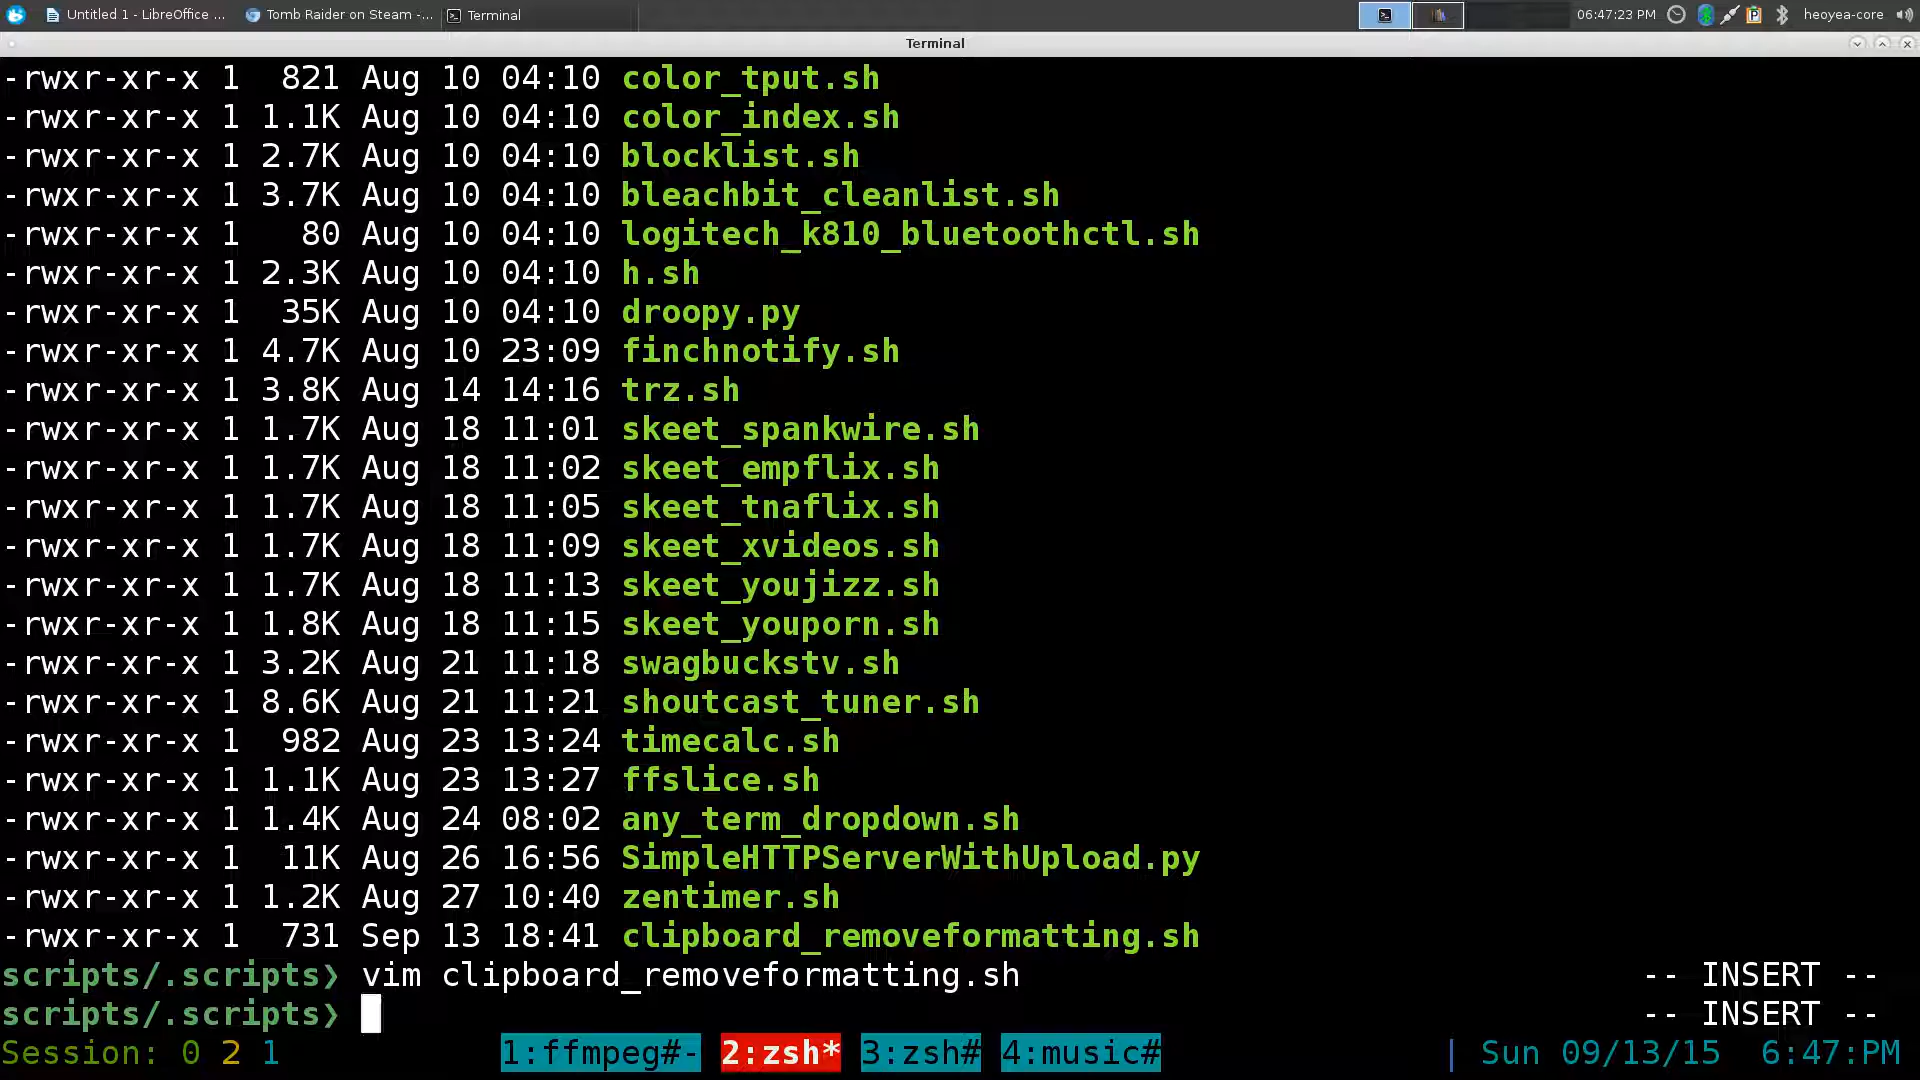 Untitled 1 - LibreOffice ...
Tomb Raider on Steam -...
Terminal
06:47:23 PM
heoyea-core
Terminal
-rwxr-xr-x 1  821 Aug 10 04:10 color_tput.sh
-rwxr-xr-x 1 1.1K Aug 10 04:10 color_index.sh
-rwxr-xr-x 1 2.7K Aug 10 04:10 blocklist.sh
-rwxr-xr-x 1 3.7K Aug 10 04:10 bleachbit_cleanlist.sh
-rwxr-xr-x 1   80 Aug 10 04:10 logitech_k810_bluetoothctl.sh
-rwxr-xr-x 1 2.3K Aug 10 04:10 h.sh
-rwxr-xr-x 1  35K Aug 10 04:10 droopy.py
-rwxr-xr-x 1 4.7K Aug 10 23:09 finchnotify.sh
-rwxr-xr-x 1 3.8K Aug 14 14:16 trz.sh
-rwxr-xr-x 1 1.7K Aug 18 11:01 skeet_spankwire.sh
-rwxr-xr-x 1 1.7K Aug 18 11:02 skeet_empflix.sh
-rwxr-xr-x 1 1.7K Aug 18 11:05 skeet_tnaflix.sh
-rwxr-xr-x 1 1.7K Aug 18 11:09 skeet_xvideos.sh
-rwxr-xr-x 1 1.7K Aug 18 11:13 skeet_youjizz.sh
-rwxr-xr-x 1 1.8K Aug 18 11:15 skeet_youporn.sh
-rwxr-xr-x 1 3.2K Aug 21 11:18 swagbuckstv.sh
-rwxr-xr-x 1 8.6K Aug 21 11:21 shoutcast_tuner.sh
-rwxr-xr-x 1  982 Aug 23 13:24 timecalc.sh
-rwxr-xr-x 1 1.1K Aug 23 13:27 ffslice.sh
-rwxr-xr-x 1 1.4K Aug 24 08:02 any_term_dropdown.sh
-rwxr-xr-x 1  11K Aug 26 16:56 SimpleHTTPServerWithUpload.py
-rwxr-xr-x 1 1.2K Aug 27 10:40 zentimer.sh
-rwxr-xr-x 1  731 Sep 13 18:41 clipboard_removeformatting.sh
scripts/.scripts❯ vim clipboard_removeformatting.sh -- INSERT --
scripts/.scripts❯ -- INSERT --
Session: 0 2 1 1:ffmpeg#- 2:zsh* 3:zsh# 4:music# | Sun 09/13/15 6:47:PM